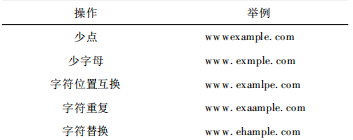 操作 举例
少点 wwwexample. com
少字母 www. exmple. com
字符位置互换 www. examlpe. com
字符重复 www. exaample. com
字符替换 www. ehample. com